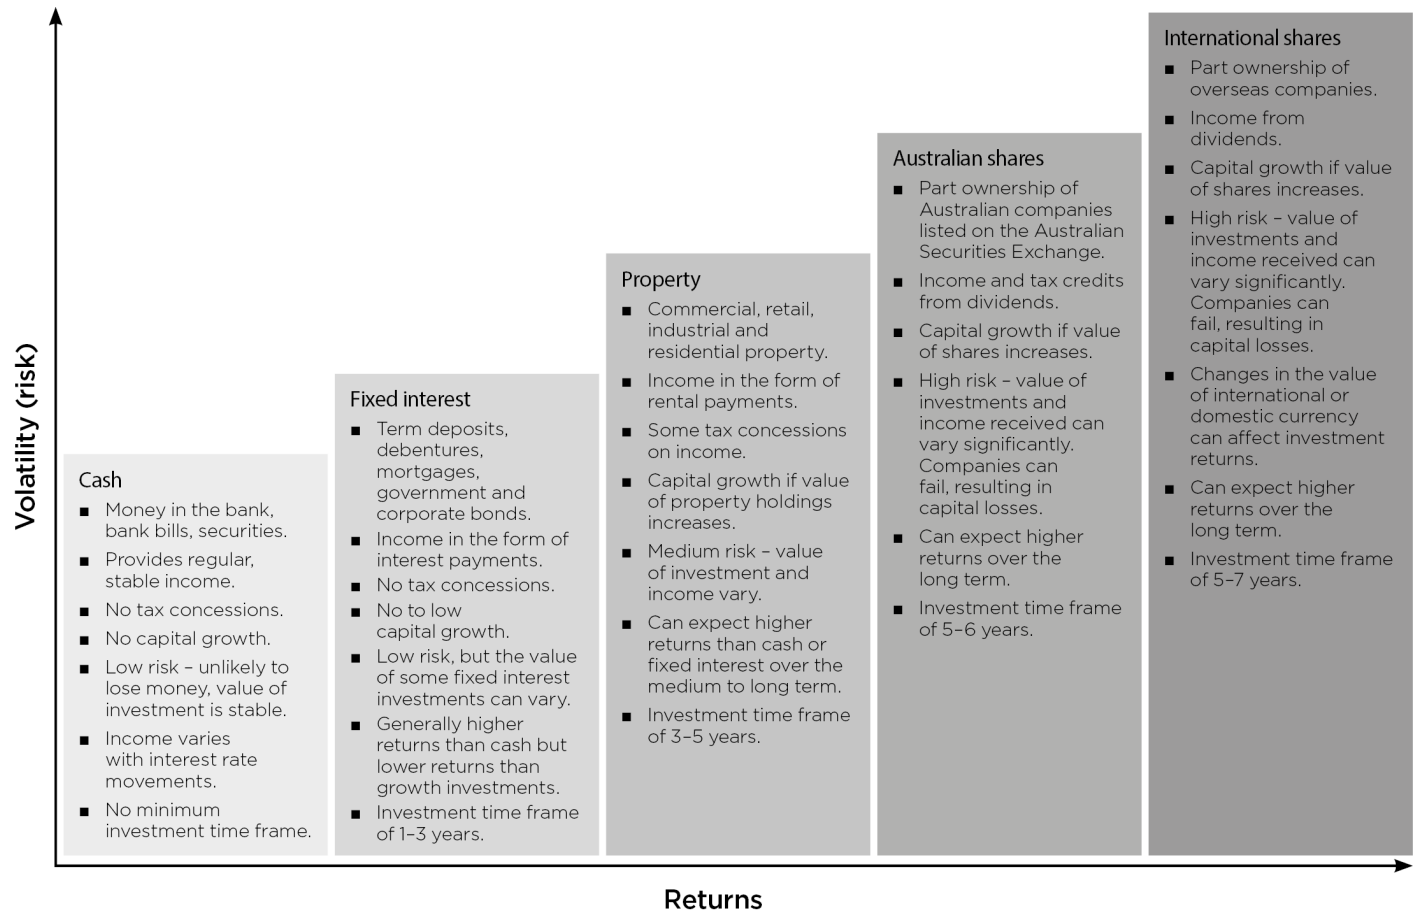 Volatility (risk)
Cash
■ Money in the bank,
bank bills, securities.
■ Provides regular,
stable income.
■ No tax concessions.
■ No capital growth.
■ Low risk – unlikely to
lose money, value of
investment is stable.
■ Income varies
with interest rate
movements.
■ No minimum
investment time frame.
Fixed interest
■ Term deposits,
debentures,
mortgages,
government and
corporate bonds.
■ Income in the form of
interest payments.
■ No tax concessions.
■ No to low
capital growth.
■ Low risk, but the value
of some fixed interest
investments can vary.
■ Generally higher
returns than cash but
lower returns than
growth investments.
■ Investment time frame
of 1–3 years.
Property
■ Commercial, retail,
industrial and
residential property.
■ Income in the form of
rental payments.
■ Some tax concessions
on income.
■ Capital growth if value
of property holdings
increases.
■ Medium risk – value
of investment and
income vary.
■ Can expect higher
returns than cash or
fixed interest over the
medium to long term.
■ Investment time frame
of 3–5 years.
Australian shares
■ Part ownership of
Australian companies
listed on the Australian
Securities Exchange.
■ Income and tax credits
from dividends.
■ Capital growth if value
of shares increases.
■ High risk – value of
investments and
income received can
vary significantly.
Companies can
fail, resulting in
capital losses.
■ Can expect higher
returns over the
long term.
■ Investment time frame
of 5–6 years.
International shares
■ Part ownership of
overseas companies.
■ Income from
dividends.
■ Capital growth if value
of shares increases.
■ High risk – value of
investments and
income received can
vary significantly.
Companies can
fail, resulting in
capital losses.
■ Changes in the value
of international or
domestic currency
can affect investment
returns.
■ Can expect higher
returns over the
long term.
■ Investment time frame
of 5–7 years.
Returns